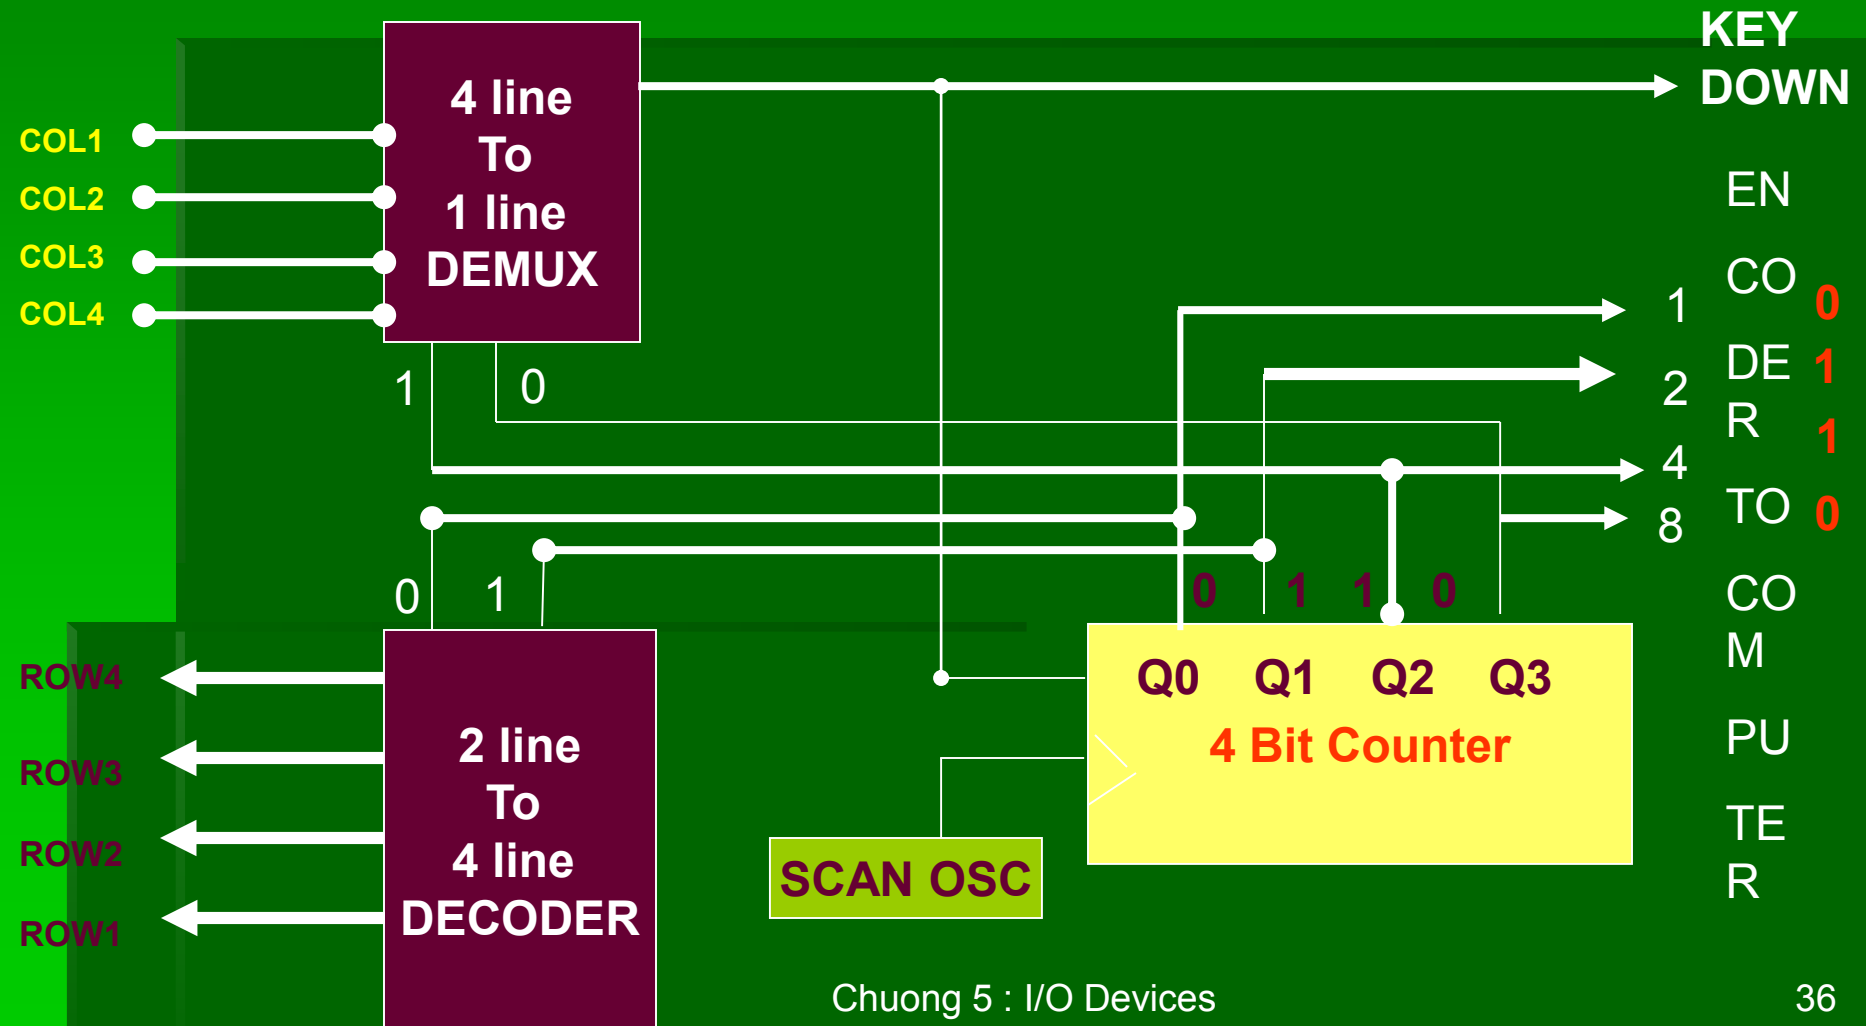 KEY
DOWN
4 line
To
1 line
DEMUX
COL1
COL2
COL3
COL4
1 0
EN
CO
DE
R
TO
CO
M
PU
TE
R
1 0
2 1
4 1
8 0
0 1
0 1 1 0
ROW4
ROW3
ROW2
ROW1
2 line
To
4 line
DECODER
Q0 Q1 Q2 Q3
4 Bit Counter
SCAN OSC
Chuong 5 : I/O Devices
36